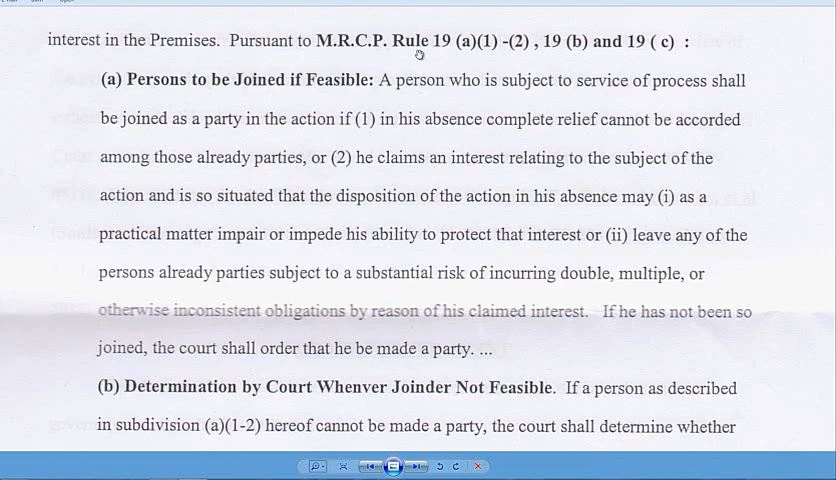 interest in the Premises. Pursuant to M.R.C.P. Rule 19 (a)(1) -(2) , 19 (b) and 19 ( c) :
(a) Persons to be Joined if Feasible: A person who is subject to service of process shall
be joined as a party in the action if (1) in his absence complete relief cannot be accorded
among those already parties, or (2) he claims an interest relating to the subject of the
action and is so situated that the disposition of the action in his absence may (i) as a
practical matter impair or impede his ability to protect that interest or (ii) leave any of the
persons already parties subject to a substantial risk of incurring double, multiple, or
otherwise inconsistent obligations by reason of his claimed interest. If he has not been so
joined, the court shall order that he be made a party. ...
(b) Determination by Court Whenver Joinder Not Feasible. If a person as described
in subdivision (a)(1-2) hereof cannot be made a party, the court shall determine whether